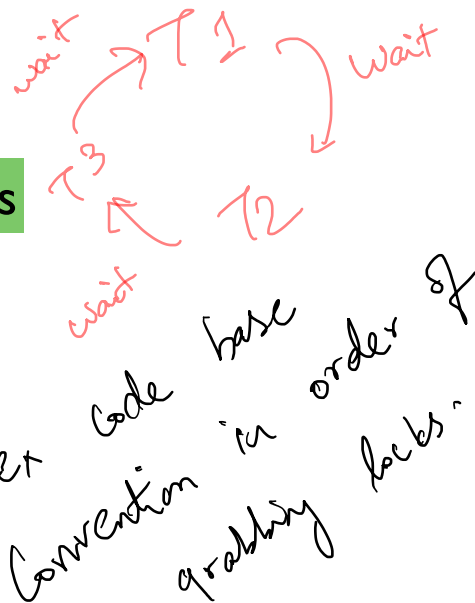 wait T1 wait
s T3
T2
wait
ex code base
Convention in order of
grabbing locks.